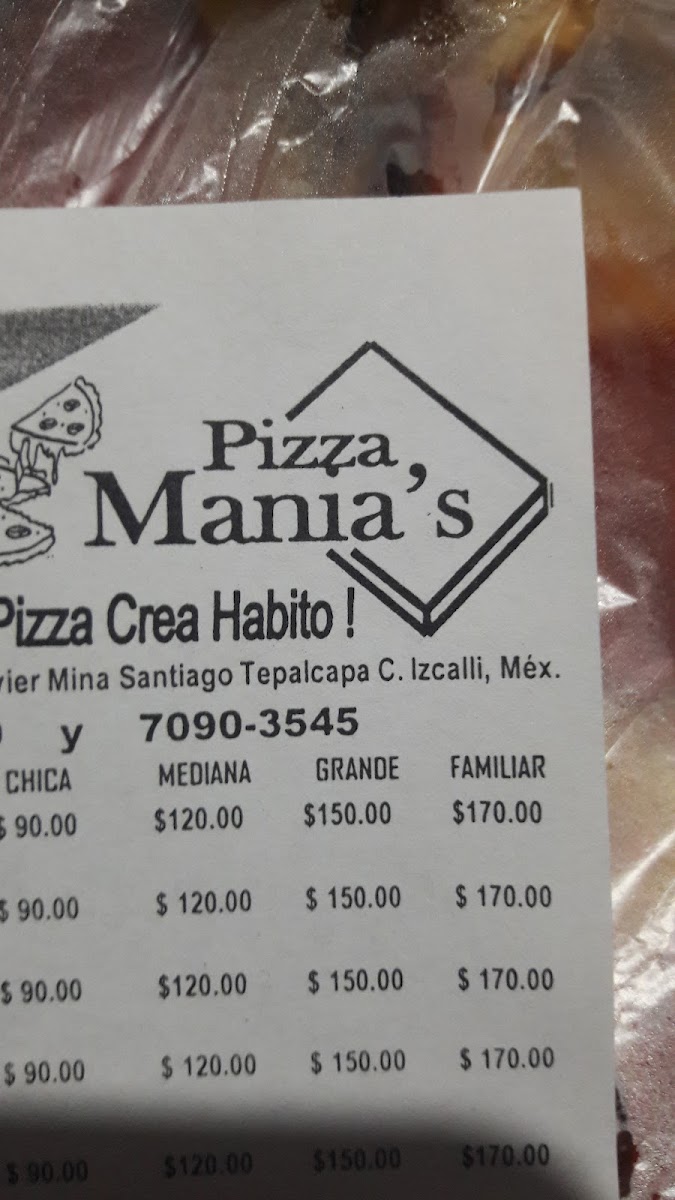 Pizza
Mania's
Pizza Crea Habito !
Mina Santiago Tepalcapa C. Izcalli, Méx.
y 7090-3545
CHICA MEDIANA GRANDE FAMILIAR
$ 90.00 $120.00 $150.00 $170.00
$ 90.00 $ 120.00 $ 150.00 $ 170.00
$ 90.00 $120.00 $ 150.00 $ 170.00
$ 90.00 $ 120.00 $ 150.00 $ 170.00
$ 90.00 $120.00 $150.00 $170.00